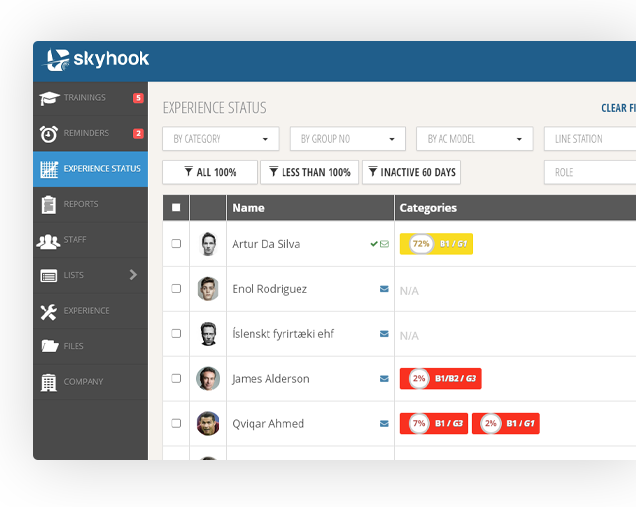 skyhook
TRAININGS 5
REMINDERS 2
EXPERIENCE STATUS
REPORTS
STAFF
LISTS
EXPERIENCE
FILES
COMPANY
EXPERIENCE STATUS
CLEAR FI
BY CATEGORY
BY GROUP NO
BY AC MODEL
LINE STATION
ALL 100%
LESS THAN 100%
INACTIVE 60 DAYS
ROLE
Name Categories
Artur Da Silva 72% B1 / G1
Enol Rodriguez N/A
Íslenskt fyrirtæki ehf N/A
James Alderson 2% B1/B2 / G3
Qviqar Ahmed 7% B1 / G3 2% B1 / G1